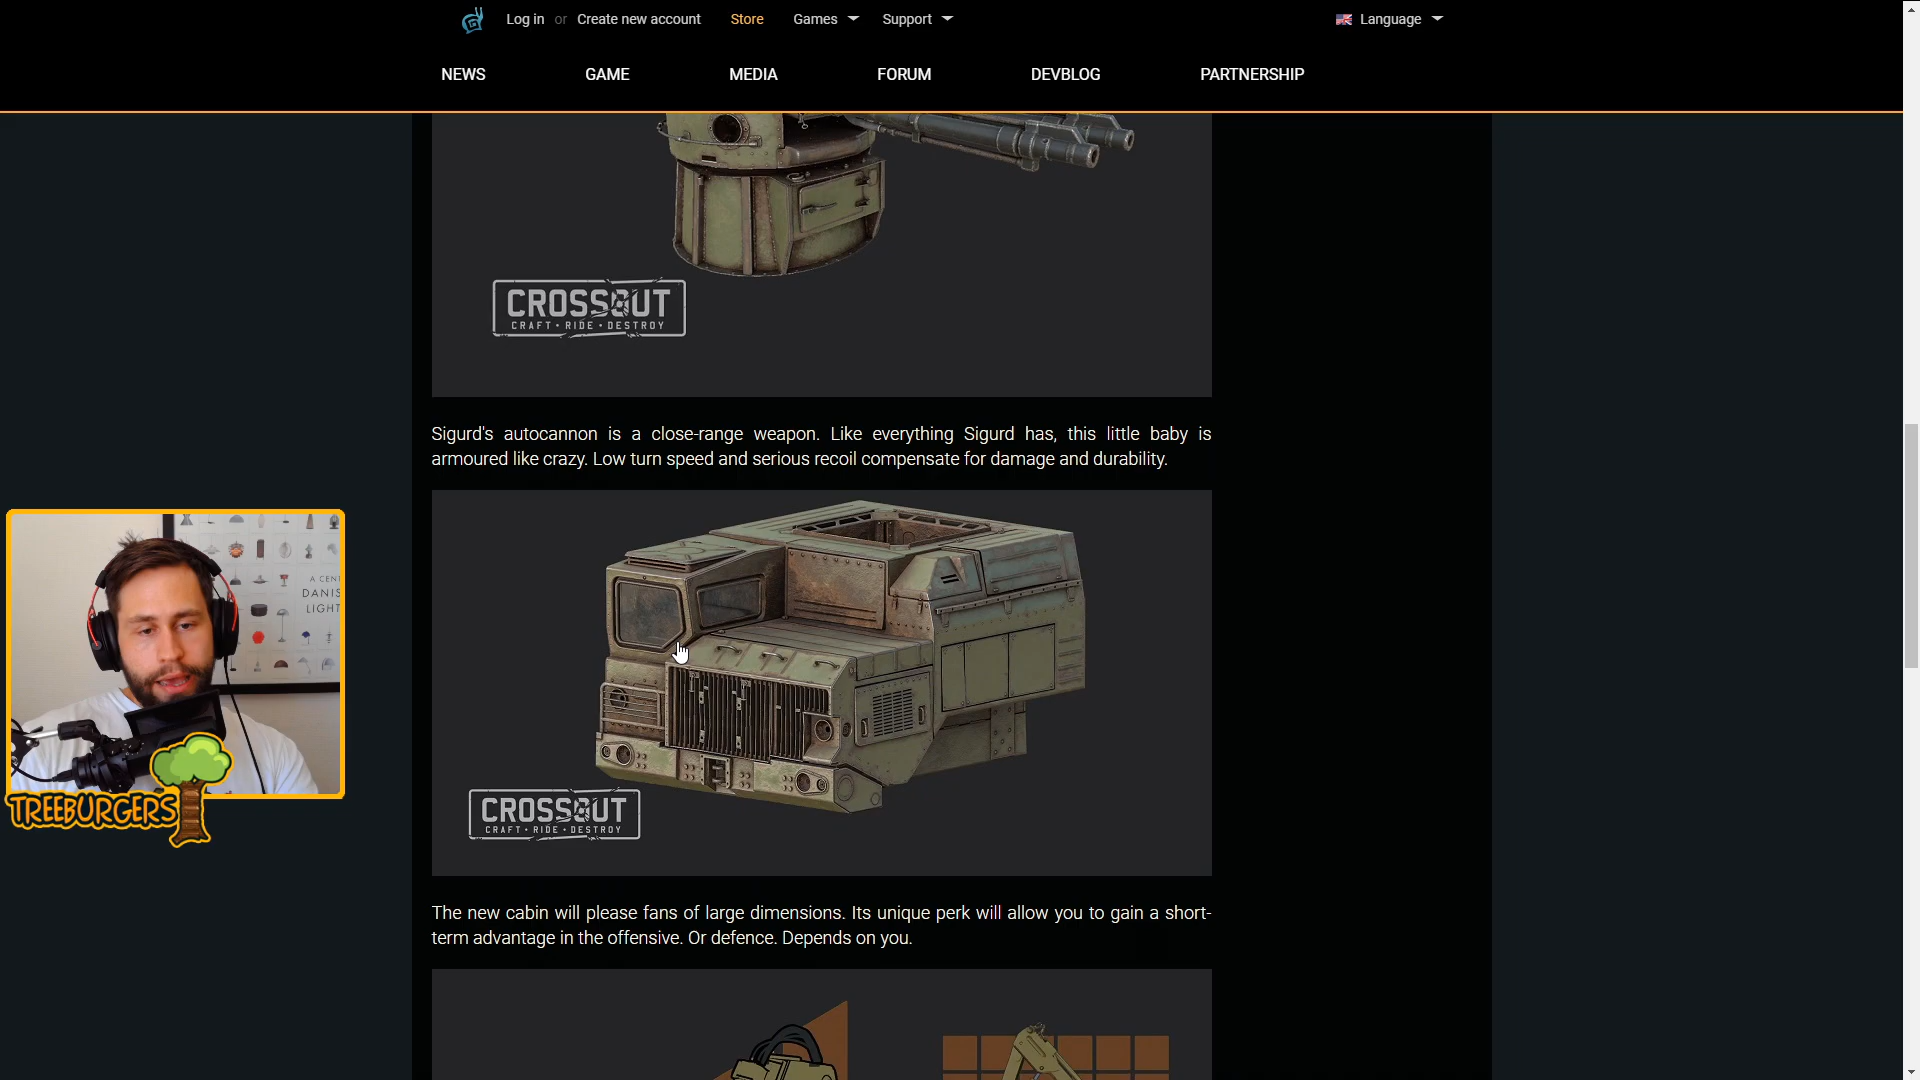 Log in or Create new account Store Games Support Language
NEWS GAME MEDIA FORUM DEVBLOG PARTNERSHIP
CROSSOUT
CRAFT • RIDE • DESTROY
Sigurd's autocannon is a close-range weapon. Like everything Sigurd has, this little baby is
armoured like crazy. Low turn speed and serious recoil compensate for damage and durability.
A CEN
DANIS
LIGHT
TREEBURGERS
CROSSOUT
CRAFT • RIDE • DESTROY
The new cabin will please fans of large dimensions. Its unique perk will allow you to gain a short-
term advantage in the offensive. Or defence. Depends on you.